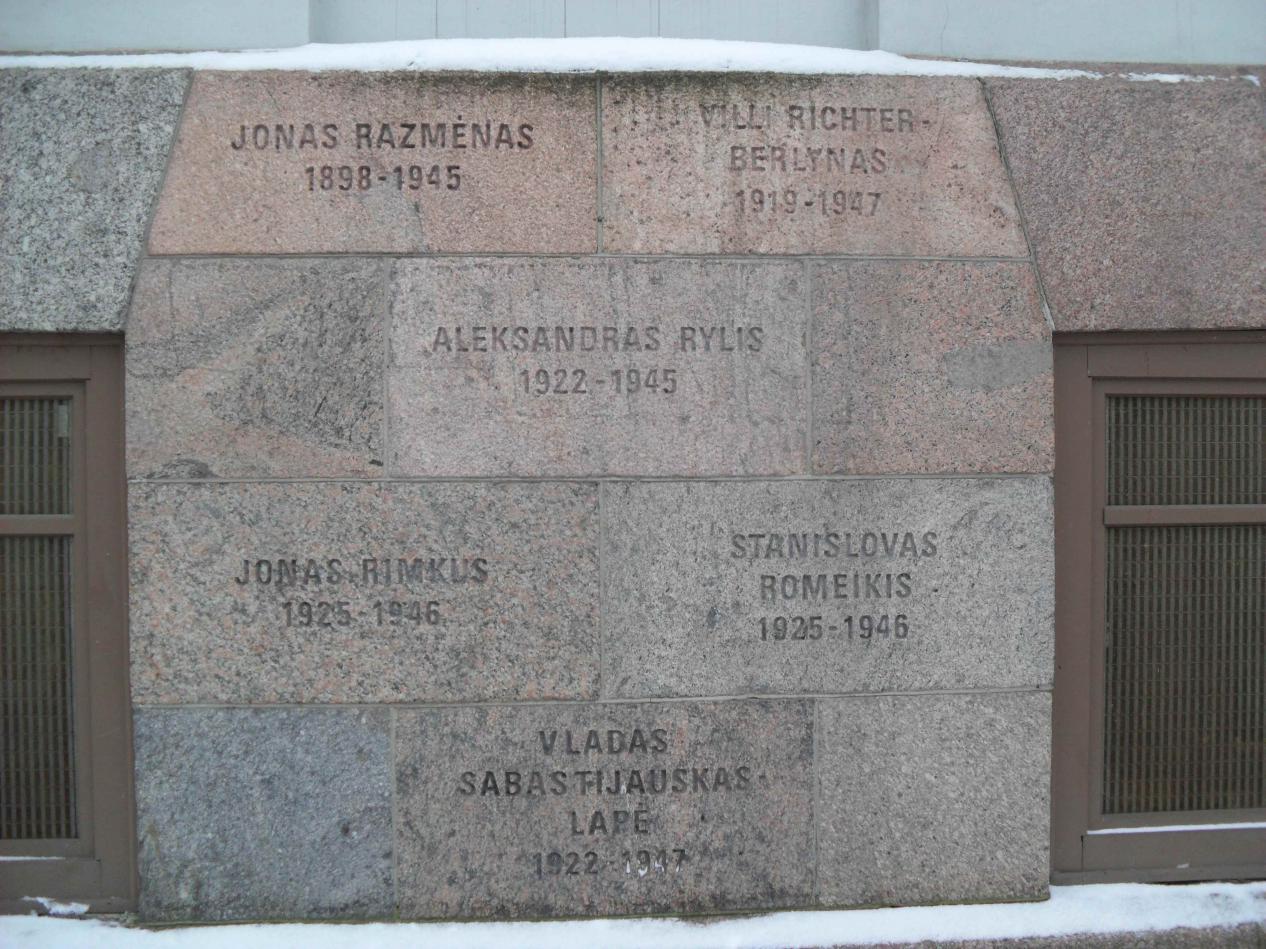 JONAS RAZMĖNAS
1898-1945
VILLI RICHTER-
BERLYNAS
1919-1947
ALEKSANDRAS RYLIS
1922-1945
JONAS RIMKUS
1925-1946
STANISLOVAS
ROMEIKIS
1925-1946
VLADAS
SABASTIJAUSKAS-
LAPĖ
1922-1947